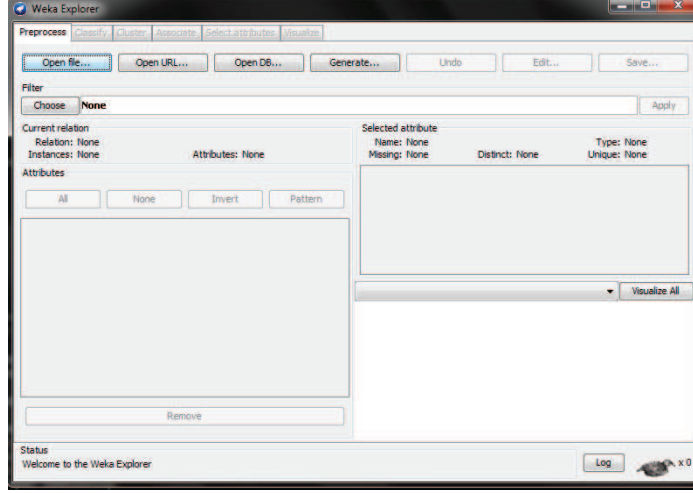 Weka Explorer
Preprocess Classify Cluster Associate Select attributes Visualize
Open file... Open URL... Open DB... Generate... Undo Edit... Save...
Filter
Choose None Apply
Current relation
Relation: None
Instances: None Attributes: None
Attributes
All None Invert Pattern
Remove
Selected attribute
Name: None Type: None
Missing: None Distinct: None Unique: None
Visualize All
Status
Welcome to the Weka Explorer
Log x 0